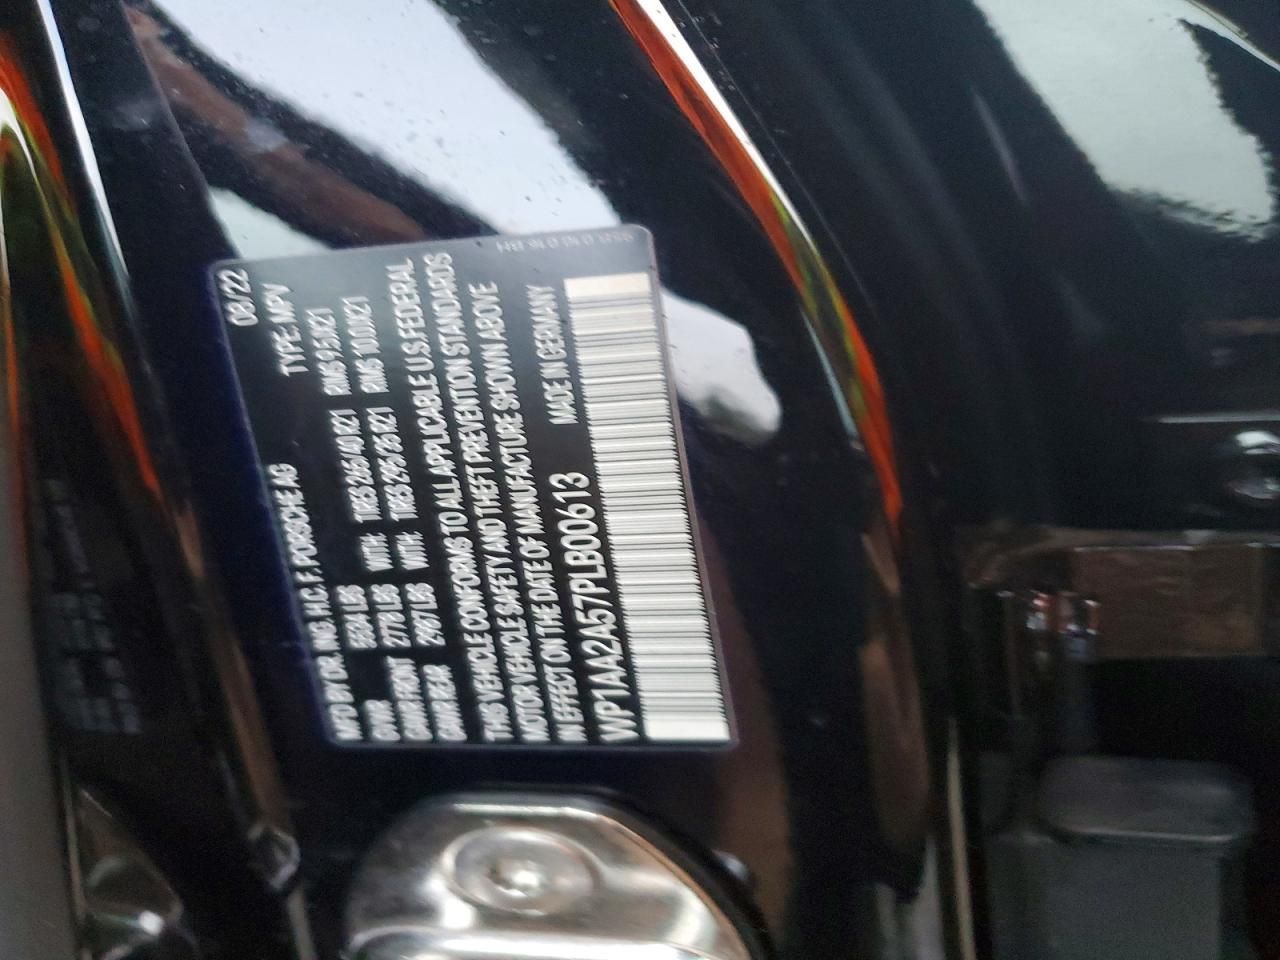 08/22
MFD BY DR. ING. H.C. F. PORSCHE AG TYPE: MPV
GVWR 5534 LBS WITH: TIRES 265/40 R21 RIMS 9.5JX21
GAWR FRONT 2778 LBS WITH: TIRES 295/35 R21 RIMS 10.0JX21
GAWR REAR 2987 LBS
THIS VEHICLE CONFORMS TO ALL APPLICABLE U.S FEDERAL
MOTOR VEHICLE SAFETY AND THEFT PREVENTION STANDARDS
IN EFFECT ON THE DATE OF MANUFACTURE SHOWN ABOVE
WP1AA2A57PLB00613 MADE IN GERMANY